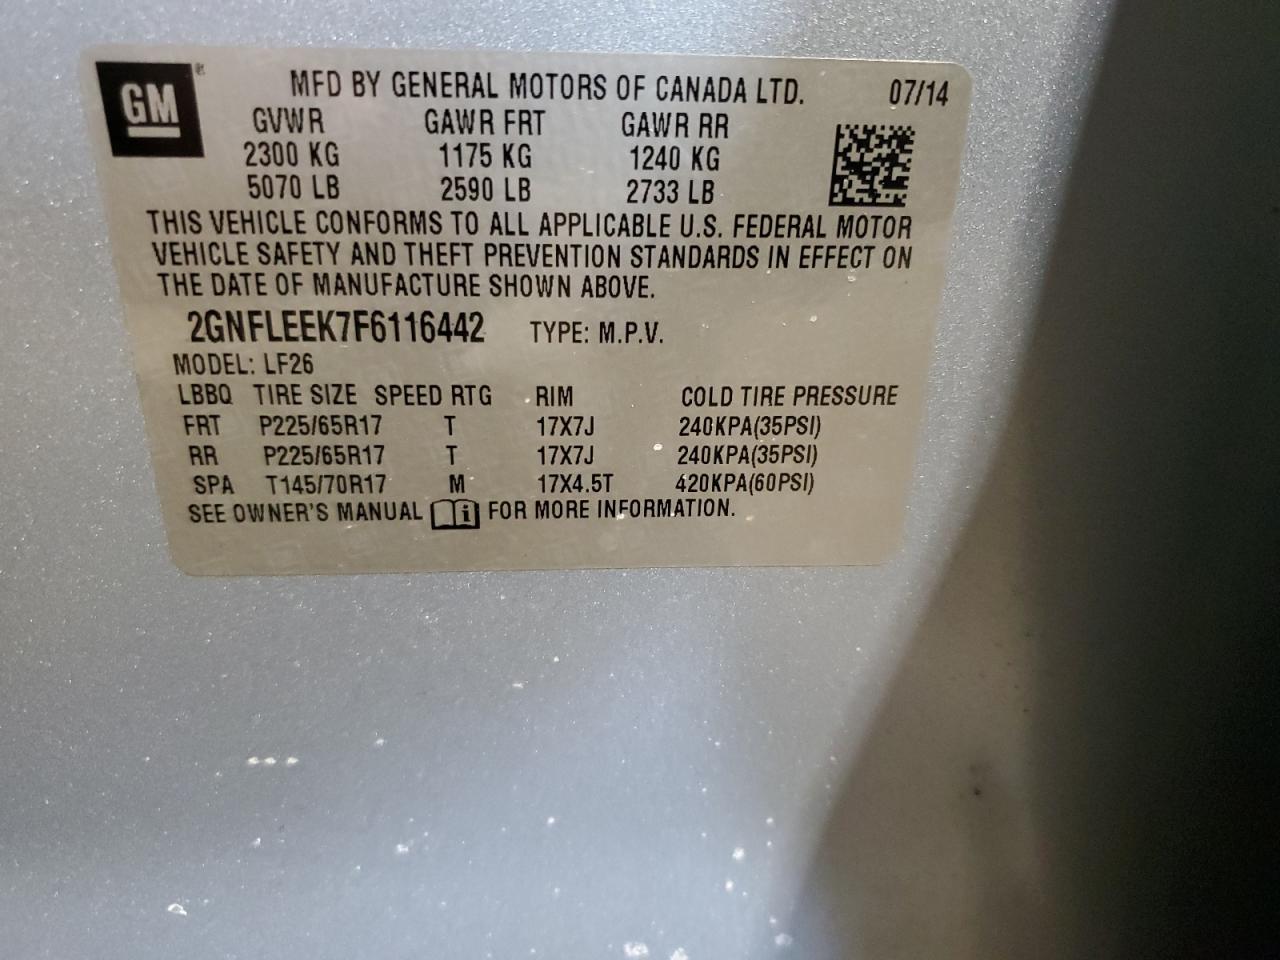 GM
MFD BY GENERAL MOTORS OF CANADA LTD. 07/14
GVWR GAWR FRT GAWR RR
2300 KG 1175 KG 1240 KG
5070 LB 2590 LB 2733 LB
THIS VEHICLE CONFORMS TO ALL APPLICABLE U.S. FEDERAL MOTOR
VEHICLE SAFETY AND THEFT PREVENTION STANDARDS IN EFFECT ON
THE DATE OF MANUFACTURE SHOWN ABOVE.
2GNFLEEK7F6116442 TYPE: M.P.V.
MODEL: LF26
LBBQ TIRE SIZE SPEED RTG RIM COLD TIRE PRESSURE
FRT P225/65R17 T 17X7J 240KPA(35PSI)
RR P225/65R17 T 17X7J 240KPA(35PSI)
SPA T145/70R17 M 17X4.5T 420KPA(60PSI)
SEE OWNER'S MANUAL i FOR MORE INFORMATION.